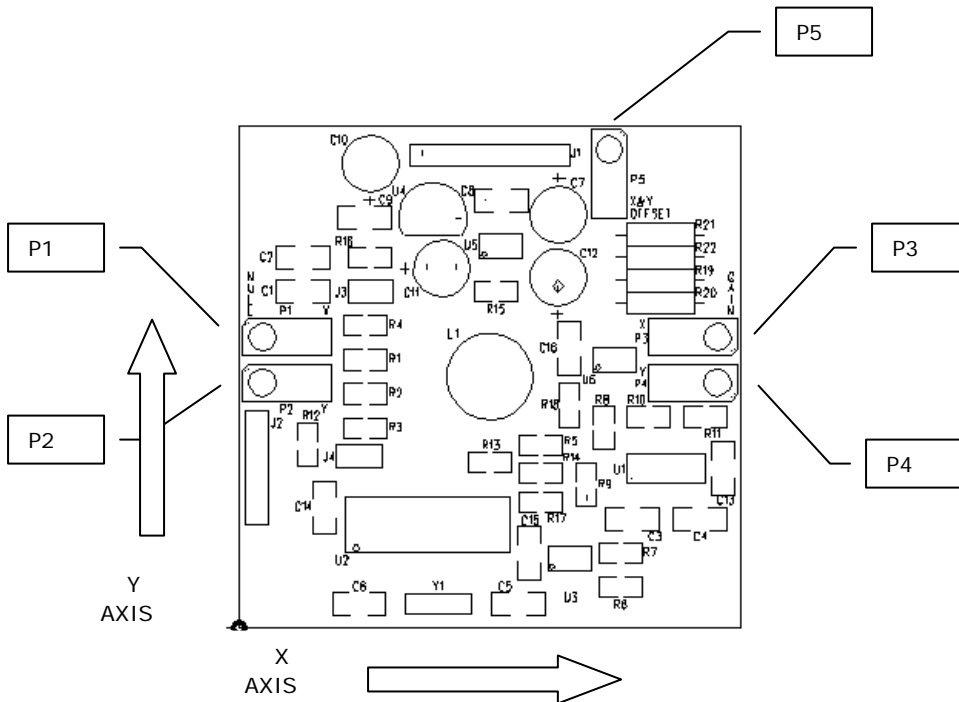 P5
C10
J1
U4
C8
C7
P5
C9
X&Y
OFFSET
R21
P1
P3
R16
U5
C12
R22
C2
R19
NULL
C1
J3
C11
GAIN
R15
R20
P1
Y
X
R4
L1
C16
P3
R1
U6
Y
P4
R2
R18
P2
P2
Y
R12
R8
R10
P4
J2
R3
R5
R11
J4
R13
R14
U1
R9
C14
C15
R17
C13
C3
C4
U2
R7
Y
C6
Y1
C5
U3
R6
AXIS
X
AXIS